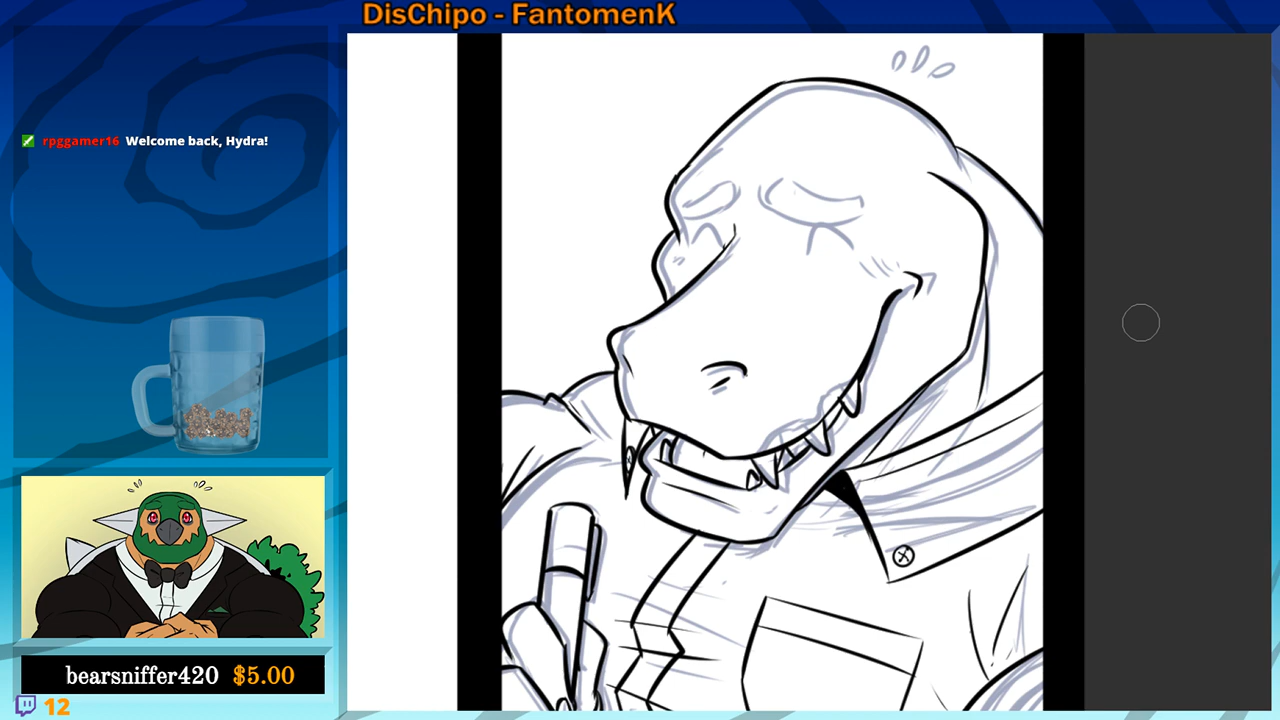 DisChipo - FantomenK
rpggamer16 Welcome back, Hydra!
bearsniffer420 $5.00
12